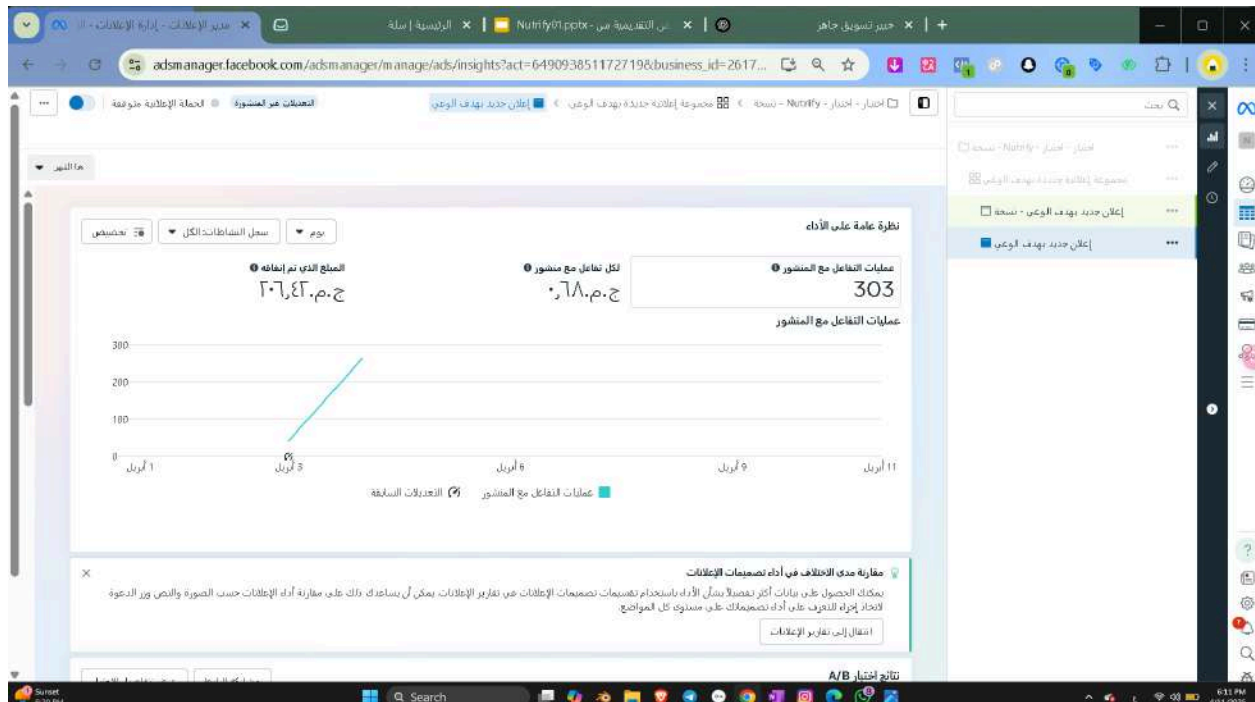 مدير الإعلانات - إدارة الإعلانات - ال
الرئيسية | سلة
Nutrify01.pptx - من التقديمية
خبير تسويق جاهز
adsmanager.facebook.com/adsmanager/manage/ads/insights?act=649093851172719&business_id=2617...
اختبار - اختبار - Nutrify - نسخة
مجموعة إعلانية جديدة بهدف الوعي
إعلان جديد بهدف الوعي
التعديلات غير المنشورة
الحملة الإعلانية متوقفة
بحث
اختبار - اختبار - Nutrify - نسخة
مجموعة إعلانية جديدة بهدف الوعي
إعلان جديد بهدف الوعي - نسخة
إعلان جديد بهدف الوعي
هذا الشهر
نظرة عامة على الأداء
يوم
سجل النشاطات: الكل
تخصيص
عمليات التفاعل مع المنشور
303
لكل تفاعل مع منشور
ج.م.‏٠,٦٨
المبلغ الذي تم إنفاقه
ج.م.‏٢٠٦,٤٢
عمليات التفاعل مع المنشور
300
200
100
0
1 أبريل
3 أبريل
6 أبريل
9 أبريل
11 أبريل
عمليات التفاعل مع المنشور
التعديلات السابقة
مقارنة مدى الاختلاف في أداء تصميمات الإعلانات
يمكنك الحصول على بيانات أكثر تفصيلاً بشأن الأداء باستخدام تقسيمات تصميمات الإعلانات في تقارير الإعلانات. يمكن أن يساعدك ذلك على مقارنة أداء الإعلانات حسب الصورة والنص وزر الدعوة
لاتخاذ إجراء للتعرف على أداء تصميماتك على مستوى كل المواضع.
انتقال إلى تقارير الإعلانات
نتائج اختبار A/B
Sunset
Search
6:11 PM